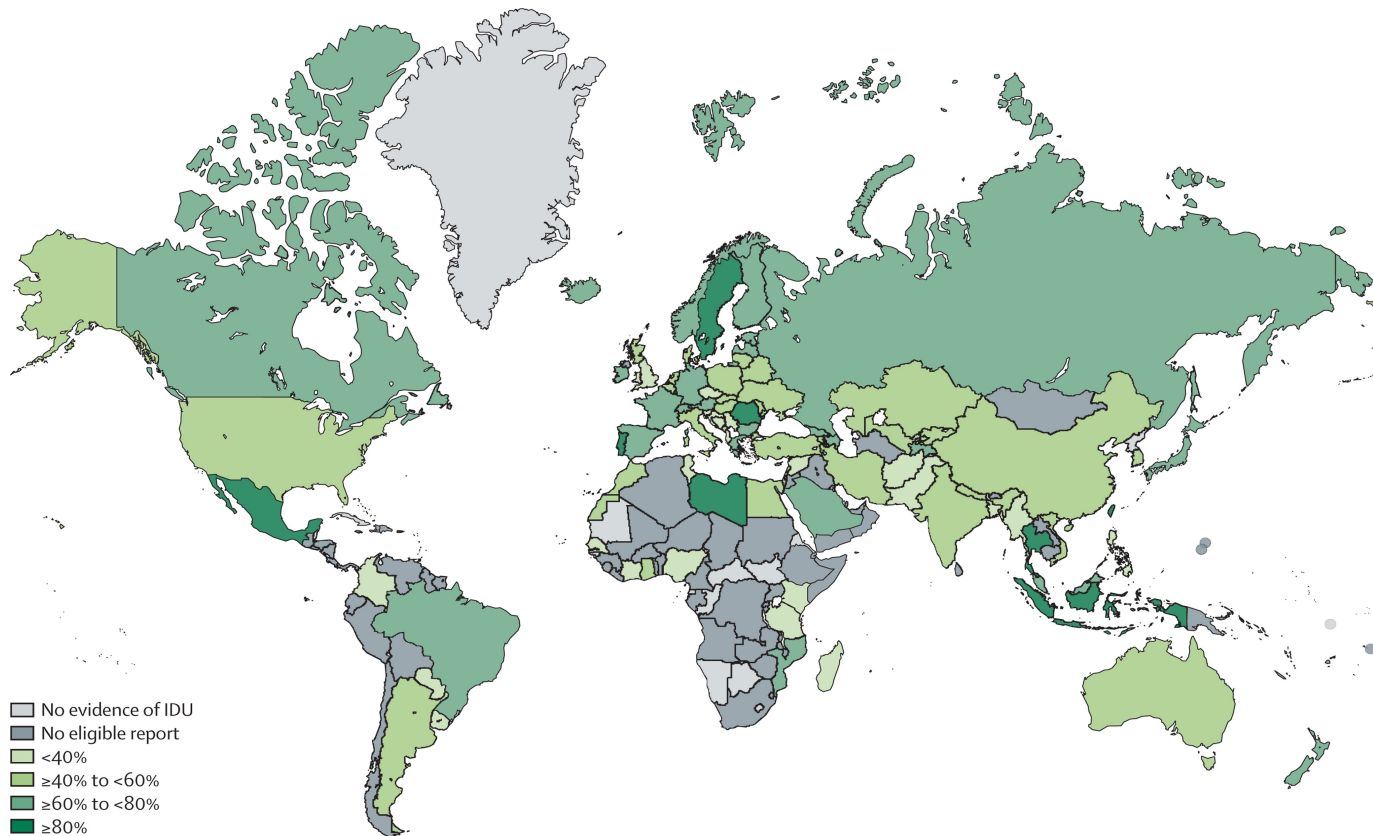 No evidence of IDU
No eligible report
<40%
≥40% to <60%
≥60% to <80%
≥80%